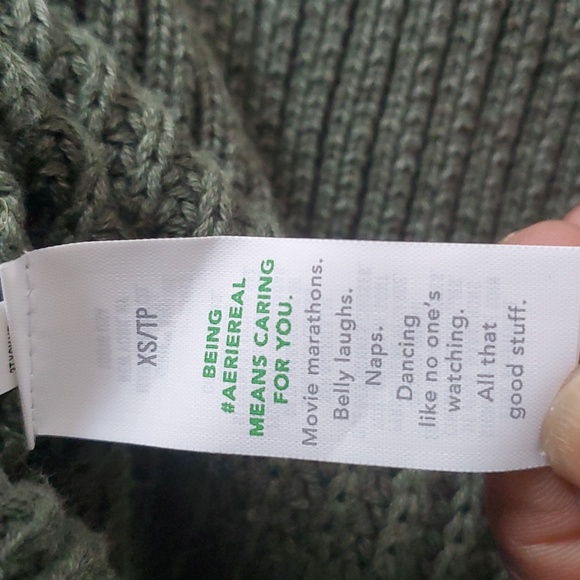 XS/TP
BEING
#AERIEREAL
MEANS CARING
FOR YOU.
Movie marathons.
Belly laughs.
Naps.
Dancing
like no one's
watching.
All that
good stuff.